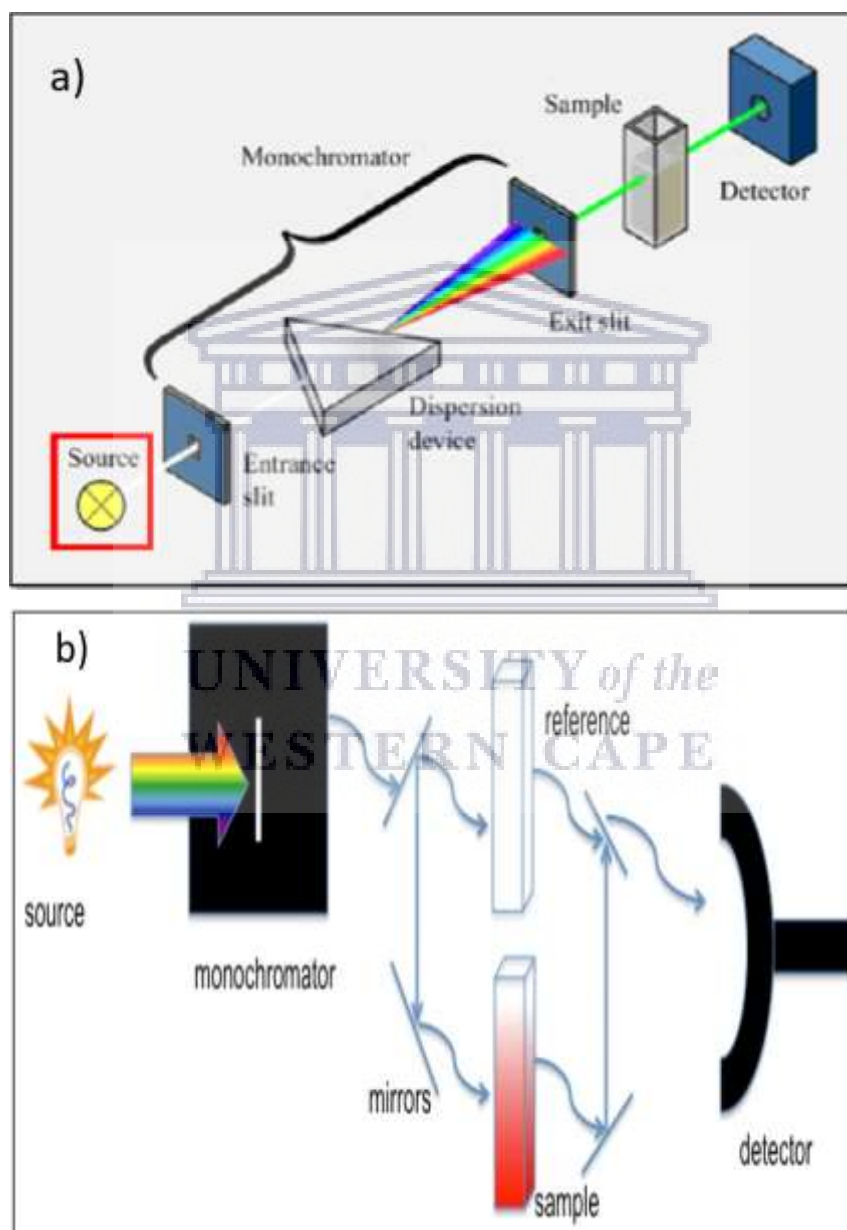 a)
Sample
Monochromator
Detector
Exit slit
Dispersion
device
Source
Entrance
slit
b)
UNIVERSITY of the
WESTERN CAPE
reference
source
monochromator
mirrors
sample
detector